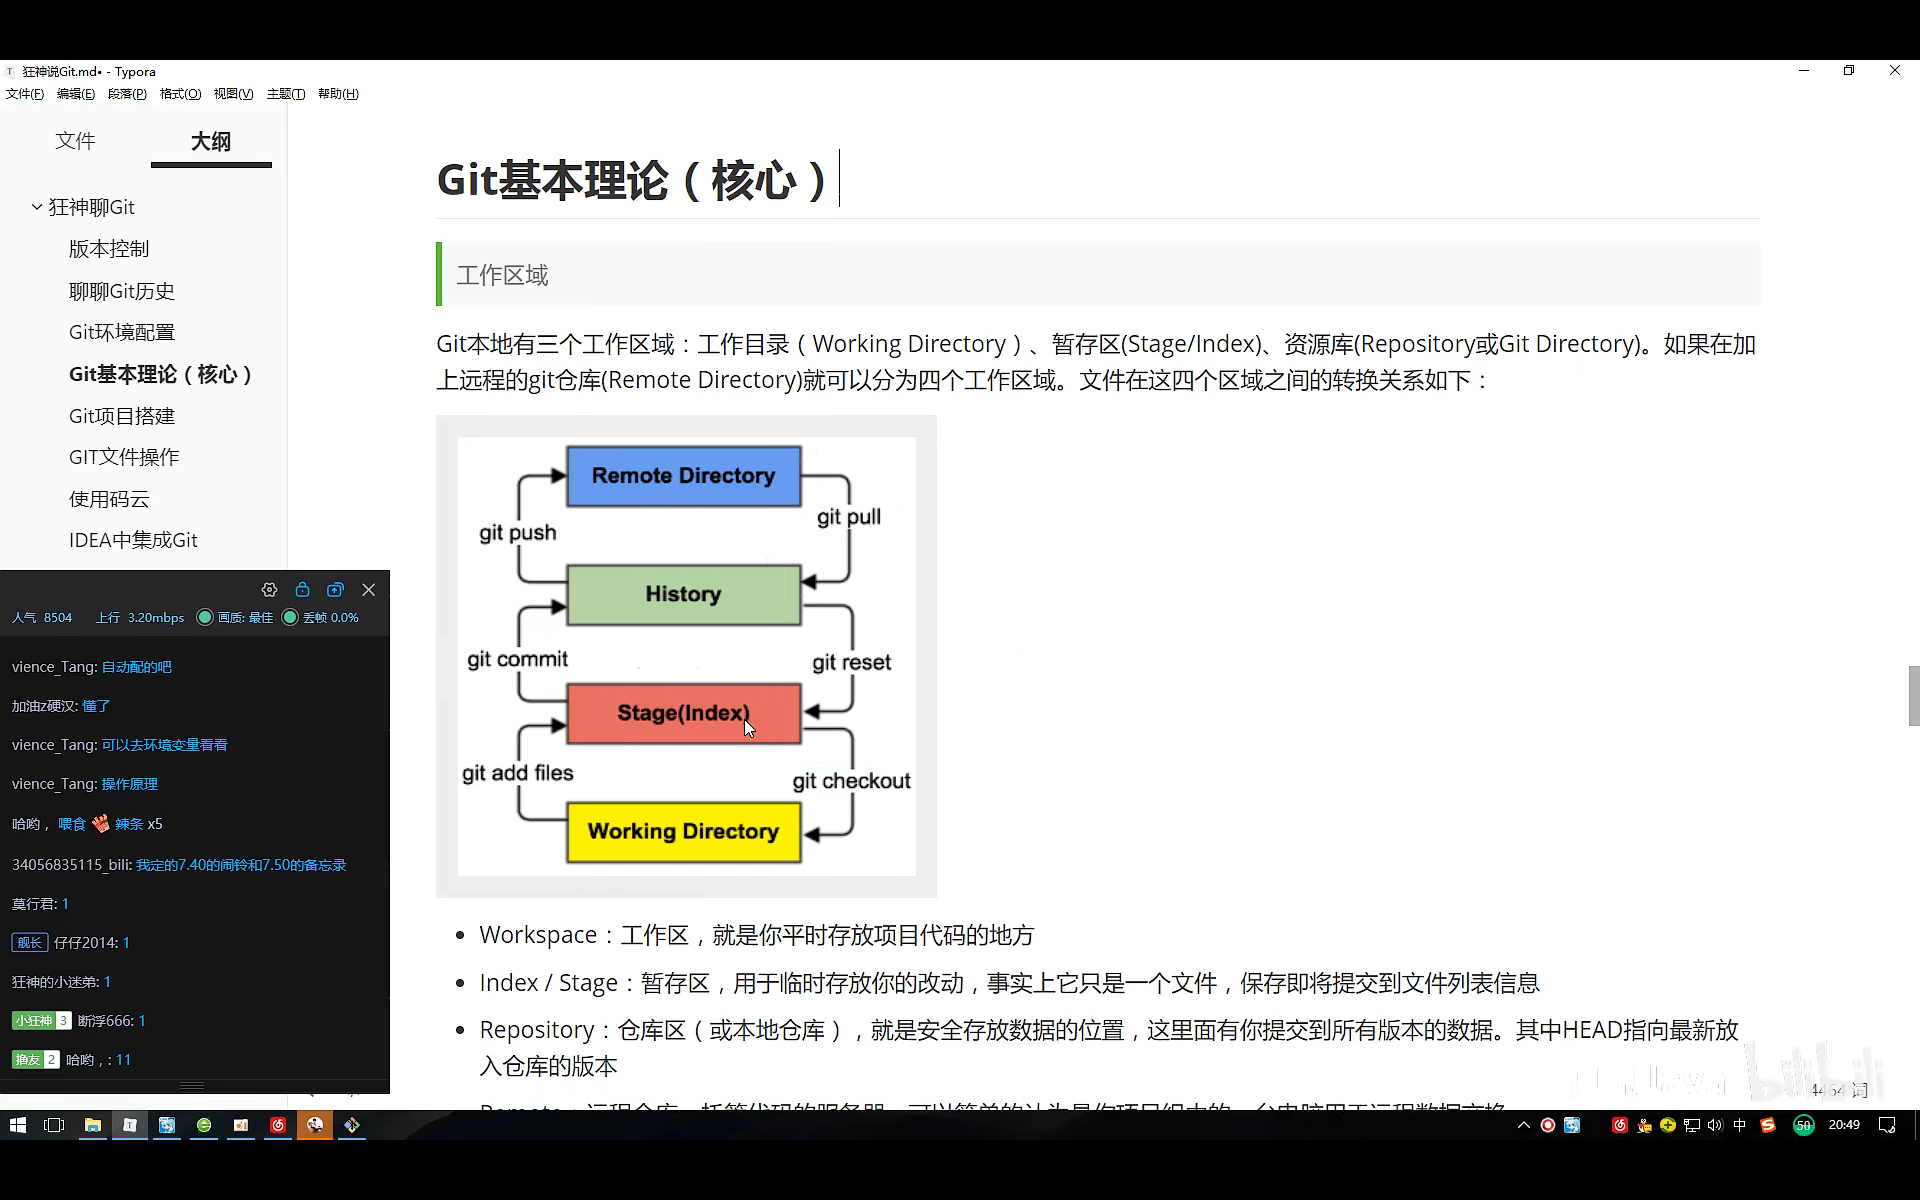 狂神说Git.md• - Typora
文件(F) 编辑(E) 段落(P) 格式(O) 视图(V) 主题(T) 帮助(H)
文件 大纲
狂神聊Git
版本控制
聊聊Git历史
Git环境配置
Git基本理论（核心）
Git项目搭建
GIT文件操作
使用码云
IDEA中集成Git
Git基本理论（核心）
工作区域
Git本地有三个工作区域：工作目录（Working Directory）、暂存区(Stage/Index)、资源库(Repository或Git Directory)。如果在加
上远程的git仓库(Remote Directory)就可以分为四个工作区域。文件在这四个区域之间的转换关系如下：
Remote Directory
git push
git pull
History
git commit
git reset
Stage(Index)
git add files
git checkout
Working Directory
Workspace：工作区，就是你平时存放项目代码的地方
Index / Stage：暂存区，用于临时存放你的改动，事实上它只是一个文件，保存即将提交到文件列表信息
Repository：仓库区（或本地仓库），就是安全存放数据的位置，这里面有你提交到所有版本的数据。其中HEAD指向最新放
入仓库的版本
人气 8504 上行 3.20mbps 画质: 最佳 丢帧 0.0%
vience_Tang: 自动配的吧
加油z硬汉: 懂了
vience_Tang: 可以去环境变量看看
vience_Tang: 操作原理
哈哟， 喂食 辣条 x5
34056835115_bili: 我定的7.40的闹铃和7.50的备忘录
莫行君: 1
舰长 仔仔2014: 1
狂神的小迷弟: 1
小狂神 3 断浮666: 1
2 哈哟，: 11
bilibili
4464 词
中 50 20:49